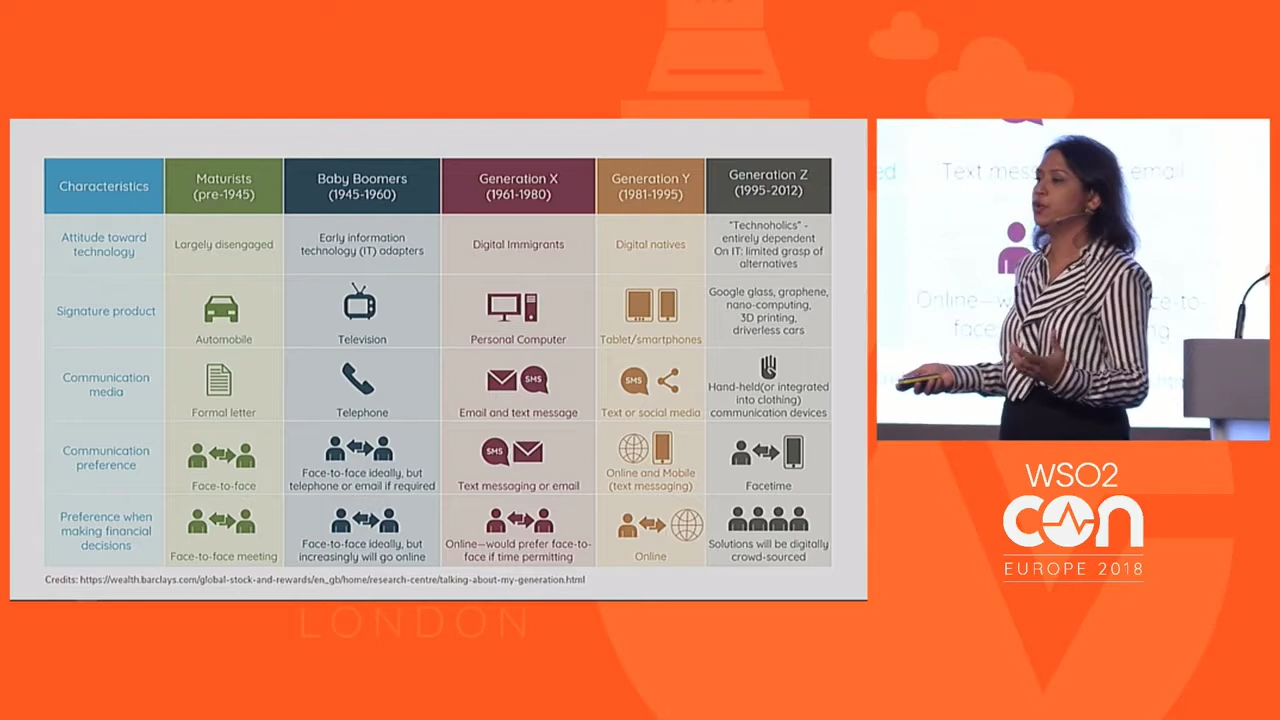 Characteristics
Maturists
(pre-1945)
Baby Boomers
(1945-1960)
Generation X
(1961-1980)
Generation Y
(1981-1995)
Generation Z
(1995-2012)
Attitude toward
technology
Largely disengaged
Early information
technology (IT) adapters
Digital Immigrants
Digital natives
"Technoholics" -
entirely dependent
On IT: limited grasp of
alternatives
Signature product
Automobile
Television
Personal Computer
Tablet/smartphones
Google glass, graphene,
nano-computing,
3D printing,
driverless cars
Communication
media
Formal letter
Telephone
SMS
Email and text message
SMS
Text or social media
Hand-held(or integrated
into clothing)
communication devices
Communication
preference
Face-to-face
Face-to-face ideally, but
telephone or email if required
SMS
Text messaging or email
Online and Mobile
(text messaging)
Facetime
Preference when
making financial
decisions
Face-to-face meeting
Face-to-face ideally, but
increasingly will go online
Online—would prefer face-to-
face if time permitting
Online
Solutions will be digitally
crowd-sourced
Credits: https://wealth.barclays.com/global-stock-and-rewards/en_gb/home/research-centre/talking-about-my-generation.html
Text email
Online
face
WSO2
CON
EUROPE 2018
LONDON